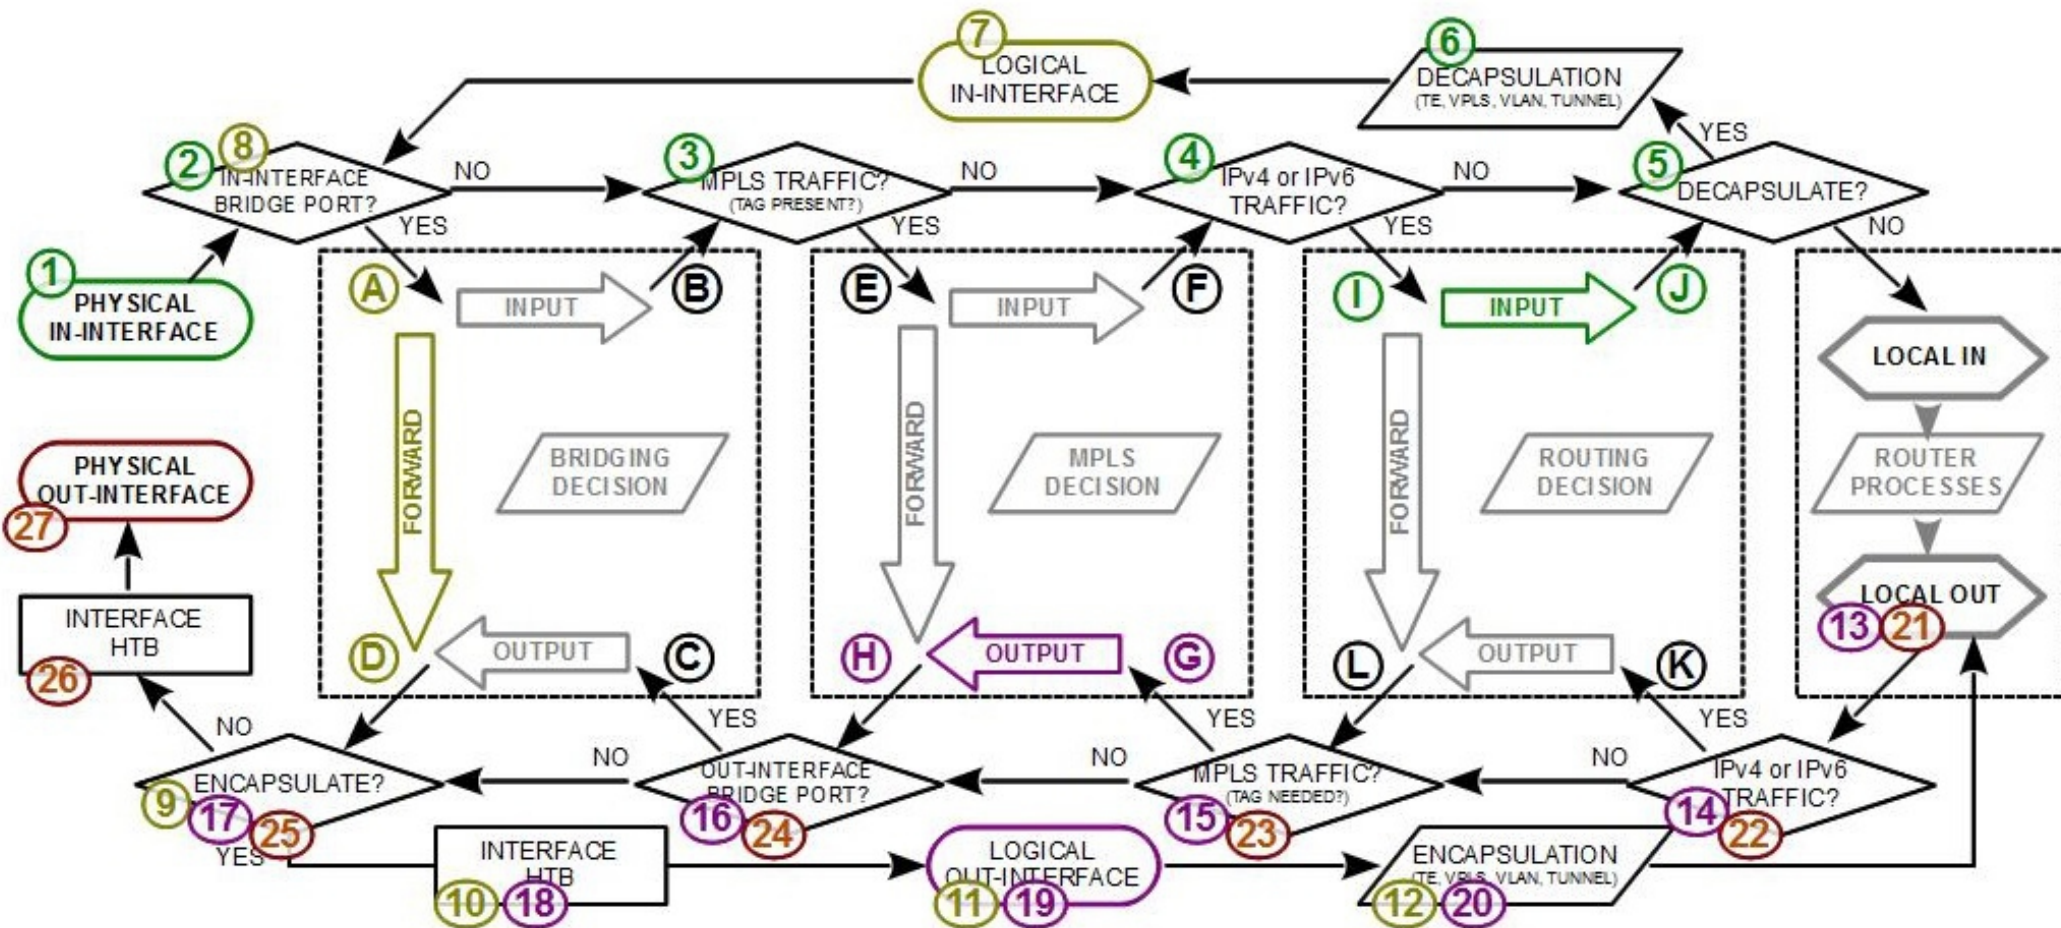 7
LOGICAL
IN-INTERFACE
6
DECAPSULATION
(TE, VPLS, VLAN, TUNNEL)
YES
2
8
IN-INTERFACE
BRIDGE PORT?
NO
YES
3
MPLS TRAFFIC?
(TAG PRESENT?)
NO
YES
4
IPv4 or IPv6
TRAFFIC?
NO
YES
5
DECAPSULATE?
NO
1
PHYSICAL
IN-INTERFACE
A
INPUT
B
E
INPUT
F
I
INPUT
J
LOCAL IN
FORWARD
BRIDGING
DECISION
FORWARD
MPLS
DECISION
FORWARD
ROUTING
DECISION
ROUTER
PROCESSES
PHYSICAL
OUT-INTERFACE
27
INTERFACE
HTB
26
D
OUTPUT
C
H
OUTPUT
G
L
OUTPUT
K
LOCAL OUT
13
21
NO
ENCAPSULATE?
9
17
25
YES
NO
YES
OUT-INTERFACE
BRIDGE PORT?
16
24
NO
YES
MPLS TRAFFIC?
(TAG NEEDED?)
15
23
NO
YES
IPv4 or IPv6
TRAFFIC?
14
22
INTERFACE
HTB
10
18
LOGICAL
OUT-INTERFACE
11
19
ENCAPSULATION
(TE, VPLS, VLAN, TUNNEL)
12
20